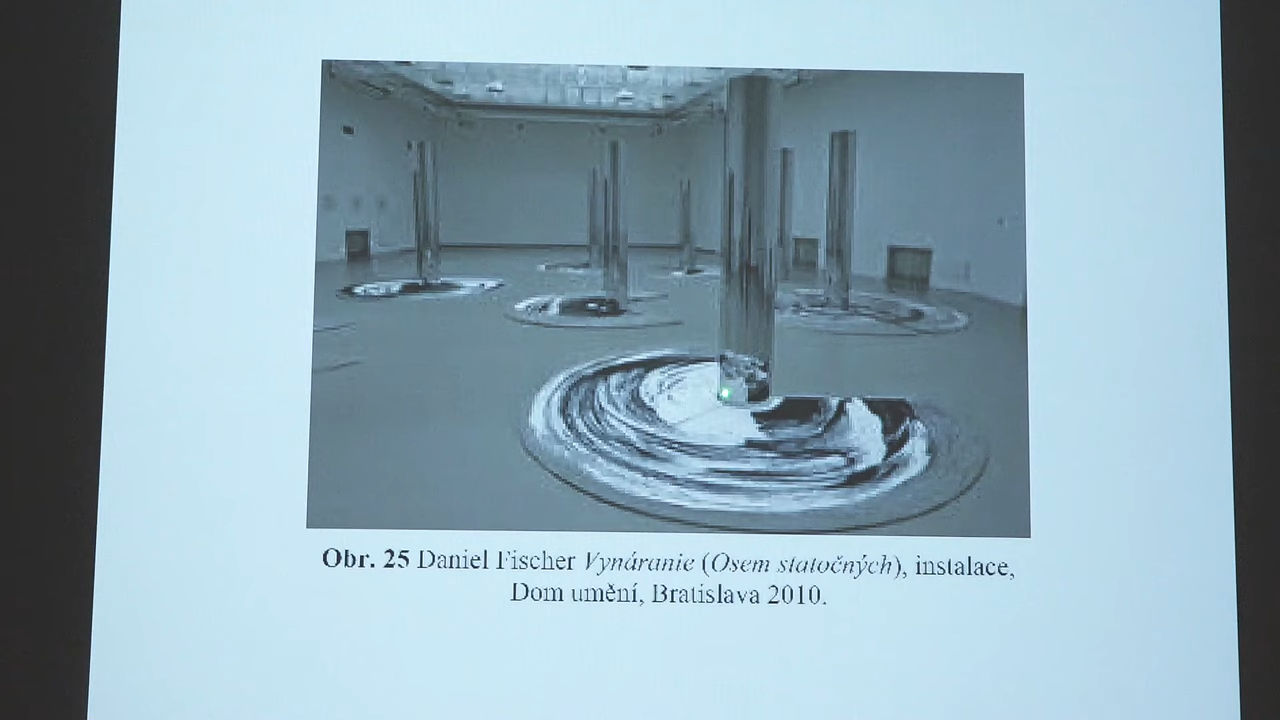 Obr. 25 Daniel Fischer Vynáranie (Osem statočných), instalace,
Dom umění, Bratislava 2010.